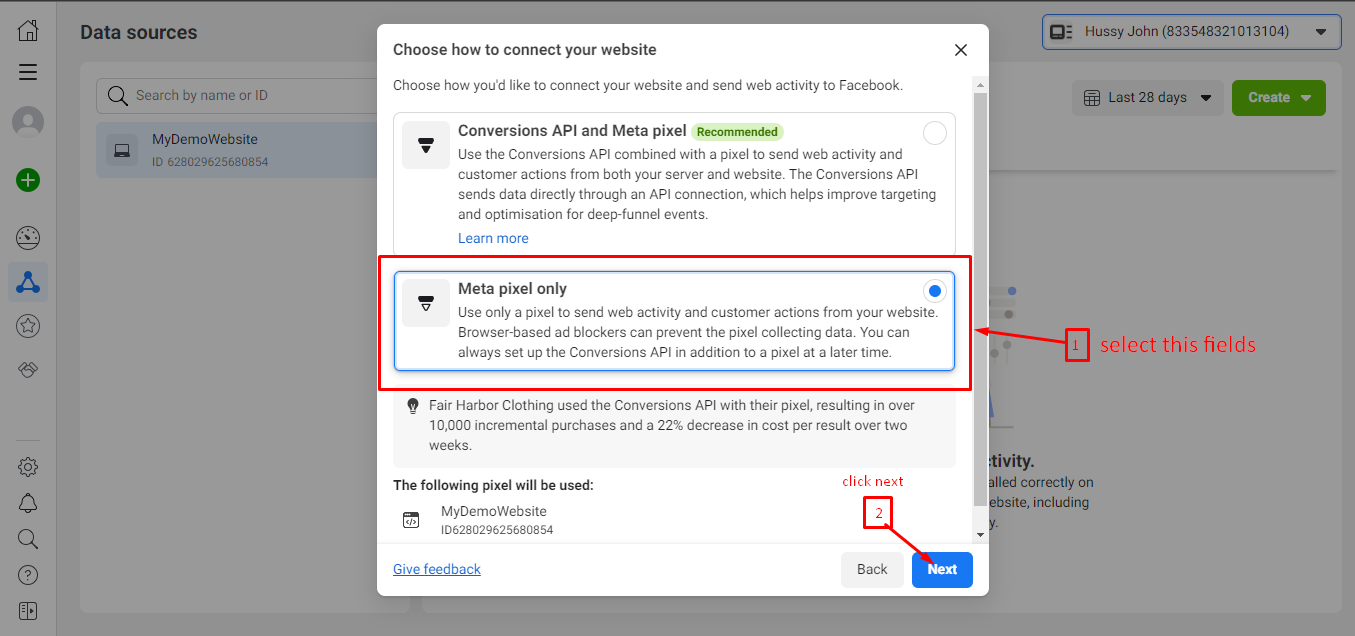 Data sources
Hussy John (833548321013104)
Search by name or ID
MyDemoWebsite
ID 628029625680854
Last 28 days
Create
Choose how to connect your website
Choose how you'd like to connect your website and send web activity to Facebook.
Conversions API and Meta pixel Recommended
Use the Conversions API combined with a pixel to send web activity and
customer actions from both your server and website. The Conversions API
sends data directly through an API connection, which helps improve targeting
and optimisation for deep-funnel events.
Learn more
Meta pixel only
Use only a pixel to send web activity and customer actions from your website.
Browser-based ad blockers can prevent the pixel collecting data. You can
always set up the Conversions API in addition to a pixel at a later time.
1 select this fields
Fair Harbor Clothing used the Conversions API with their pixel, resulting in over
10,000 incremental purchases and a 22% decrease in cost per result over two
weeks.
tivity.
alled correctly on
ebsite, including
y.
The following pixel will be used:
MyDemoWebsite
ID628029625680854
click next
2
Give feedback
Back
Next